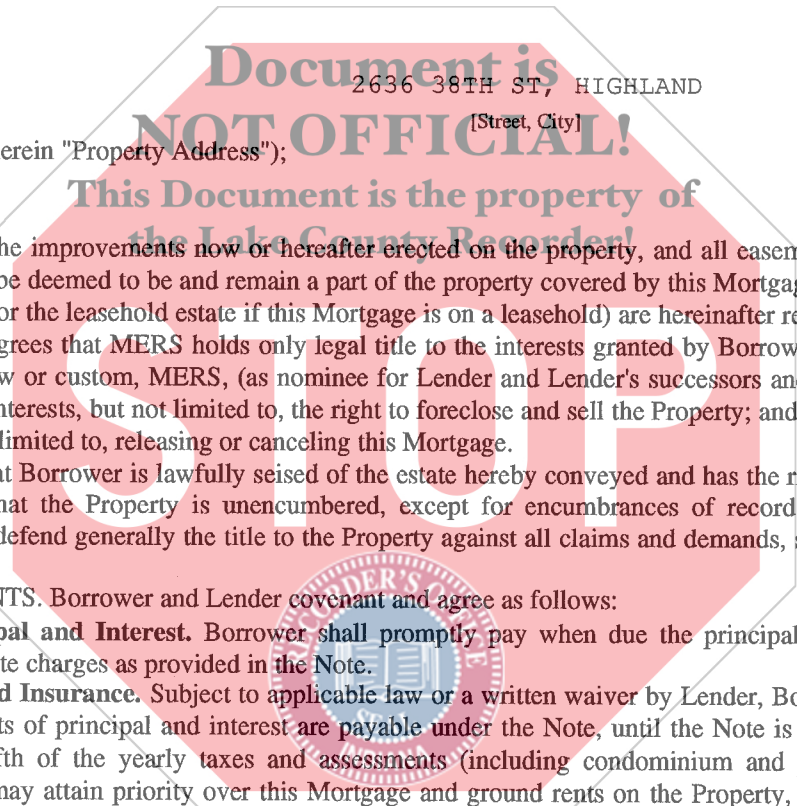 Document is
2636 38TH ST, HIGHLAND
NOT OFFICIAL!
[Street, City]
erein "Property Address");
This Document is the property of
the Lake County Recorder!
he improvements now or hereafter erected on the property, and all easem
be deemed to be and remain a part of the property covered by this Mortgag
or the leasehold estate if this Mortgage is on a leasehold) are hereinafter re
grees that MERS holds only legal title to the interests granted by Borrow
w or custom, MERS, (as nominee for Lender and Lender's successors an
nterests, but not limited to, the right to foreclose and sell the Property; and
limited to, releasing or canceling this Mortgage.
STOP
at Borrower is lawfully seised of the estate hereby conveyed and has the r
hat the Property is unencumbered, except for encumbrances of record
defend generally the title to the Property against all claims and demands, s
NTS. Borrower and Lender covenant and agree as follows:
pal and Interest. Borrower shall promptly pay when due the principal
te charges as provided in the Note.
d Insurance. Subject to applicable law or a written waiver by Lender, Bo
ts of principal and interest are payable under the Note, until the Note is
fth of the yearly taxes and assessments (including condominium and
may attain priority over this Mortgage and ground rents on the Property,
RECORDER'S OFFICE
SEAL
INDIANA